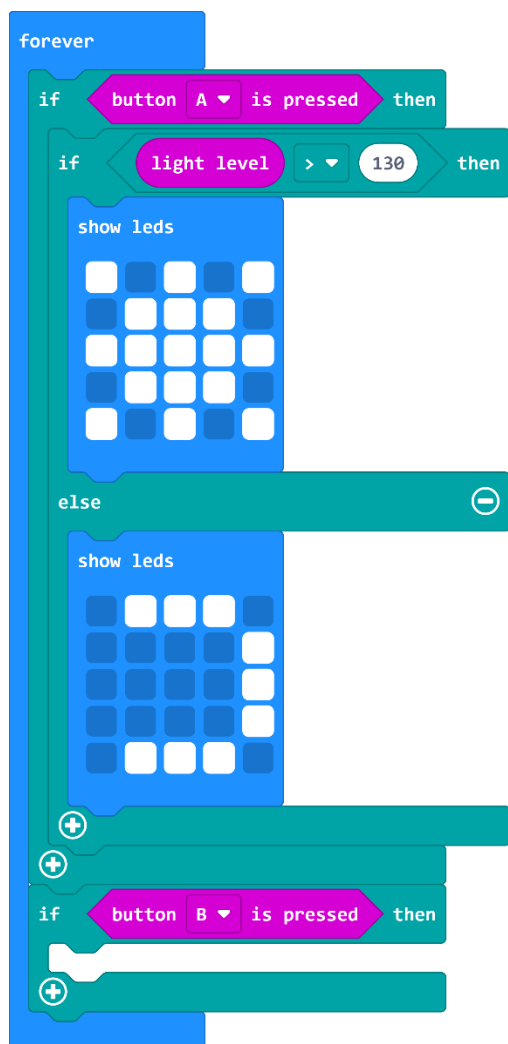 forever
if button A is pressed then
if light level > 130 then
show leds
else
show leds
if button B is pressed then